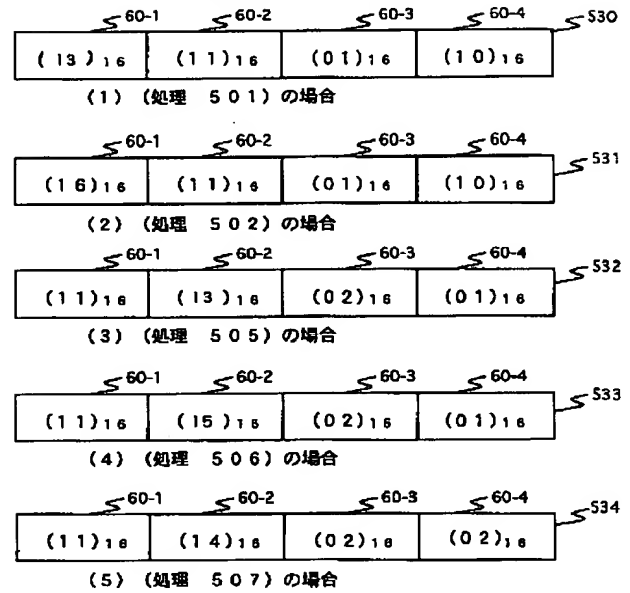 60-1 60-2 60-3 60-4 S30
(13)₁₆ (11)₁₆ (01)₁₆ (10)₁₆
(1) (処理 501)の場合
60-1 60-2 60-3 60-4
(16)₁₆ (11)₁₆ (01)₁₆ (10)₁₆ S31
(2) (処理 502)の場合
60-1 60-2 60-3 60-4 S32
(11)₁₆ (13)₁₆ (02)₁₆ (01)₁₆
(3) (処理 505)の場合
60-1 60-2 60-3 60-4 S33
(11)₁₆ (15)₁₆ (02)₁₆ (01)₁₆
(4) (処理 506)の場合
60-1 60-2 60-3 60-4 S34
(11)₁₆ (14)₁₆ (02)₁₆ (02)₁₆
(5) (処理 507)の場合